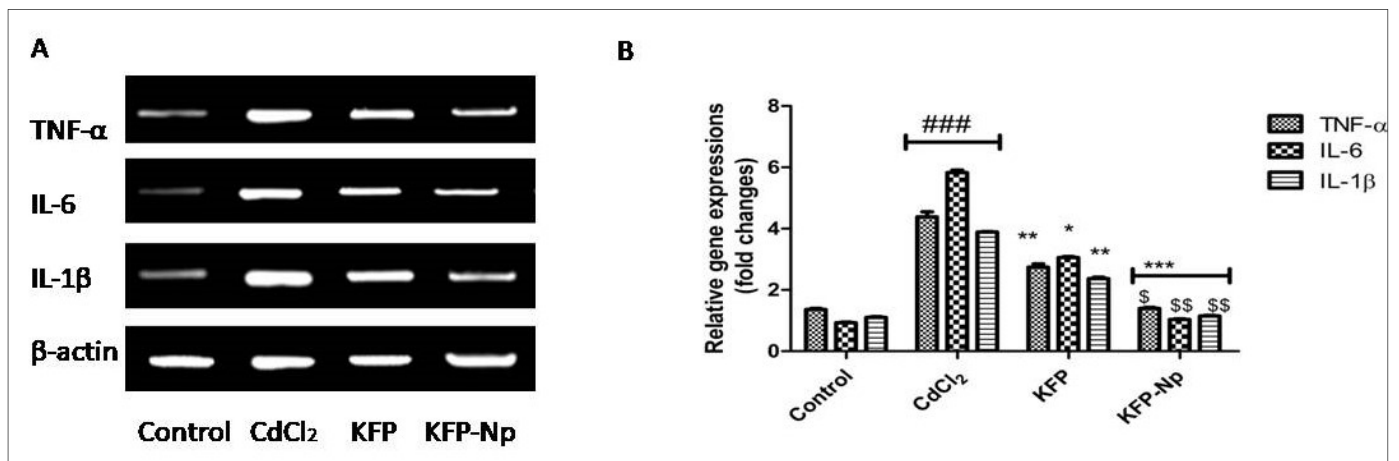 A
TNF-α
IL-6
IL-1β
β-actin
Control CdCl₂ KFP KFP-Np
B
Relative gene expressions
(fold changes)
8
6
4
2
0
###
** * **
***
$ $$ $$
Control
CdCl₂
KFP
KFP-Np
TNF-α
IL-6
IL-1β